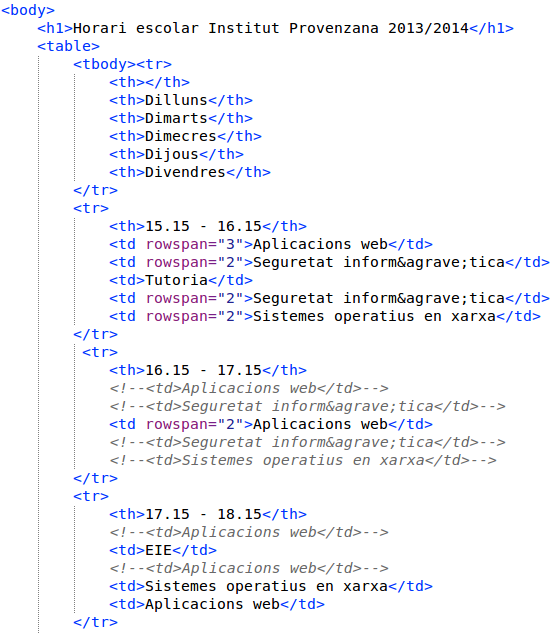 <body>
<h1>Horari escolar Institut Provenzana 2013/2014</h1>
<table>
<tbody><tr>
<th></th>
<th>Dilluns</th>
<th>Dimarts</th>
<th>Dimecres</th>
<th>Dijous</th>
<th>Divendres</th>
</tr>
<tr>
<th>15.15 - 16.15</th>
<td rowspan="3">Aplicacions web</td>
<td rowspan="2">Seguretat inform&agrave;tica</td>
<td>Tutoria</td>
<td rowspan="2">Seguretat inform&agrave;tica</td>
<td rowspan="2">Sistemes operatius en xarxa</td>
</tr>
<tr>
<th>16.15 - 17.15</th>
<!--<td>Aplicacions web</td>-->
<!--<td>Seguretat inform&agrave;tica</td>-->
<td rowspan="2">Aplicacions web</td>
<!--<td>Seguretat inform&agrave;tica</td>-->
<!--<td>Sistemes operatius en xarxa</td>-->
</tr>
<tr>
<th>17.15 - 18.15</th>
<!--<td>Aplicacions web</td>-->
<td>EIE</td>
<!--<td>Aplicacions web</td>-->
<td>Sistemes operatius en xarxa</td>
<td>Aplicacions web</td>
</tr>